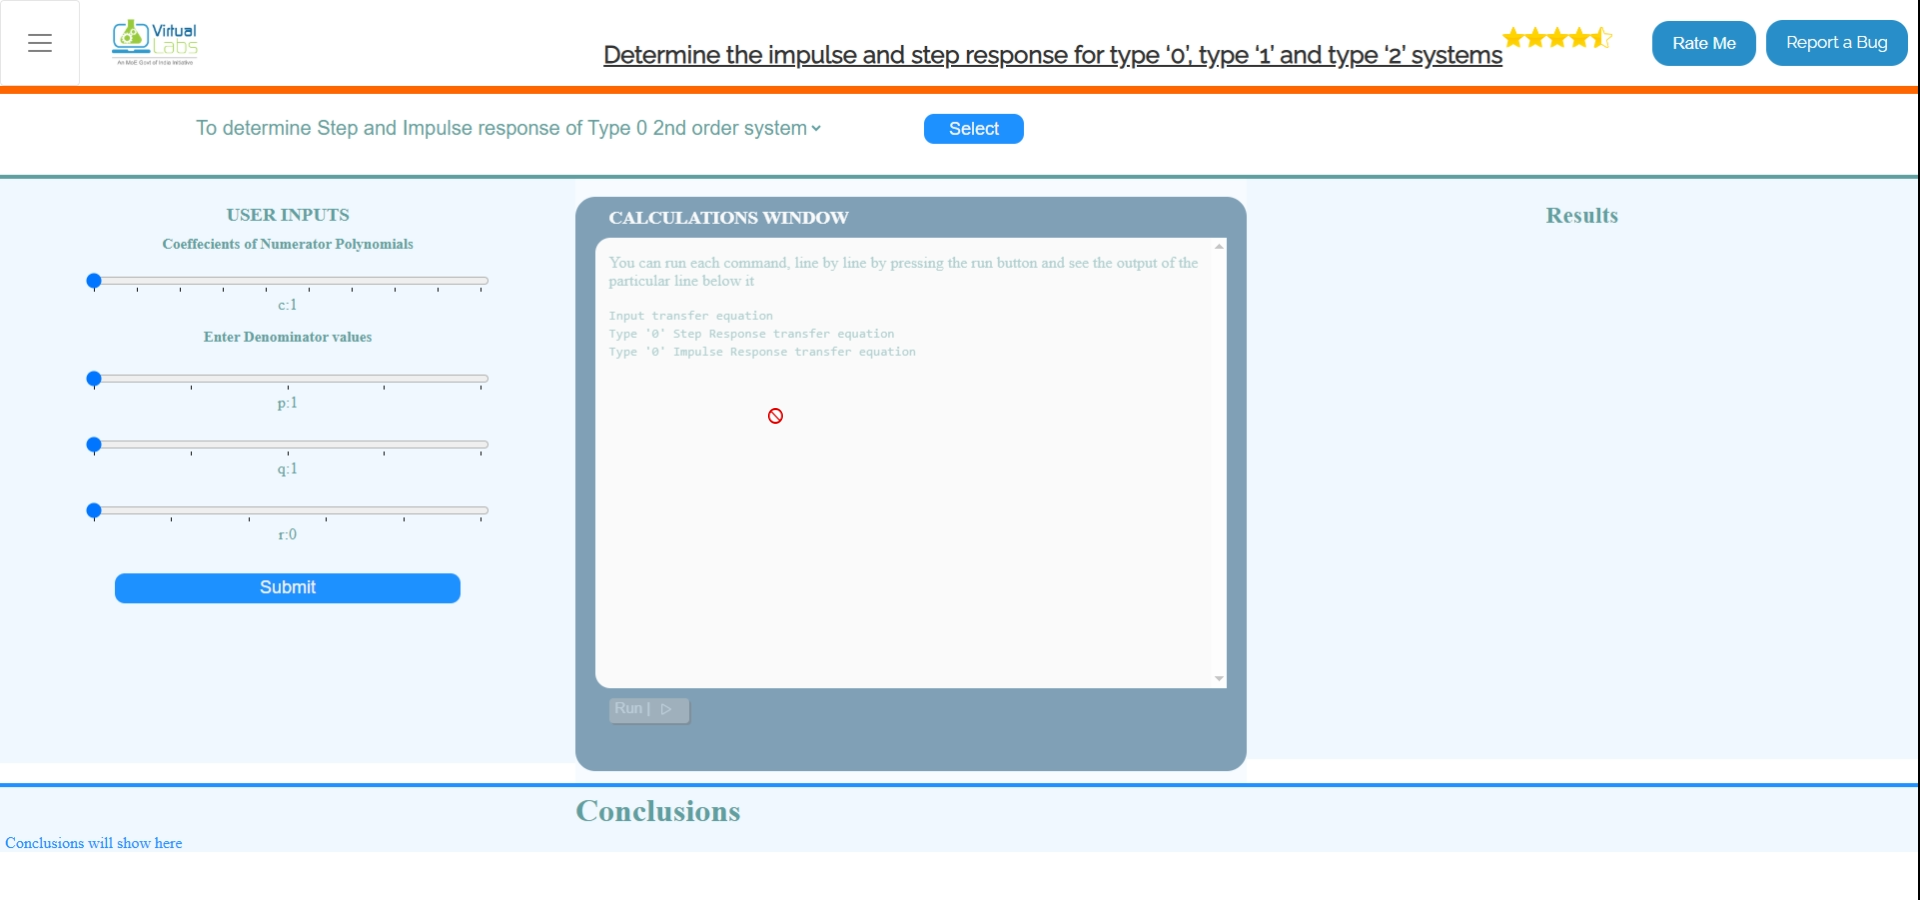 Virtual
Labs
An MoE Govt of India Initiative
Determine the impulse and step response for type ‘0’, type ‘1’ and type ‘2’ systems
Rate Me
Report a Bug
To determine Step and Impulse response of Type 0 2nd order system
Select
USER INPUTS
Coeffecients of Numerator Polynomials
c:1
Enter Denominator values
p:1
q:1
r:0
Submit
CALCULATIONS WINDOW
You can run each command, line by line by pressing the run button and see the output of the
particular line below it
Input transfer equation
Type '0' Step Response transfer equation
Type '0' Impulse Response transfer equation
Run |
Results
Conclusions
Conclusions will show here